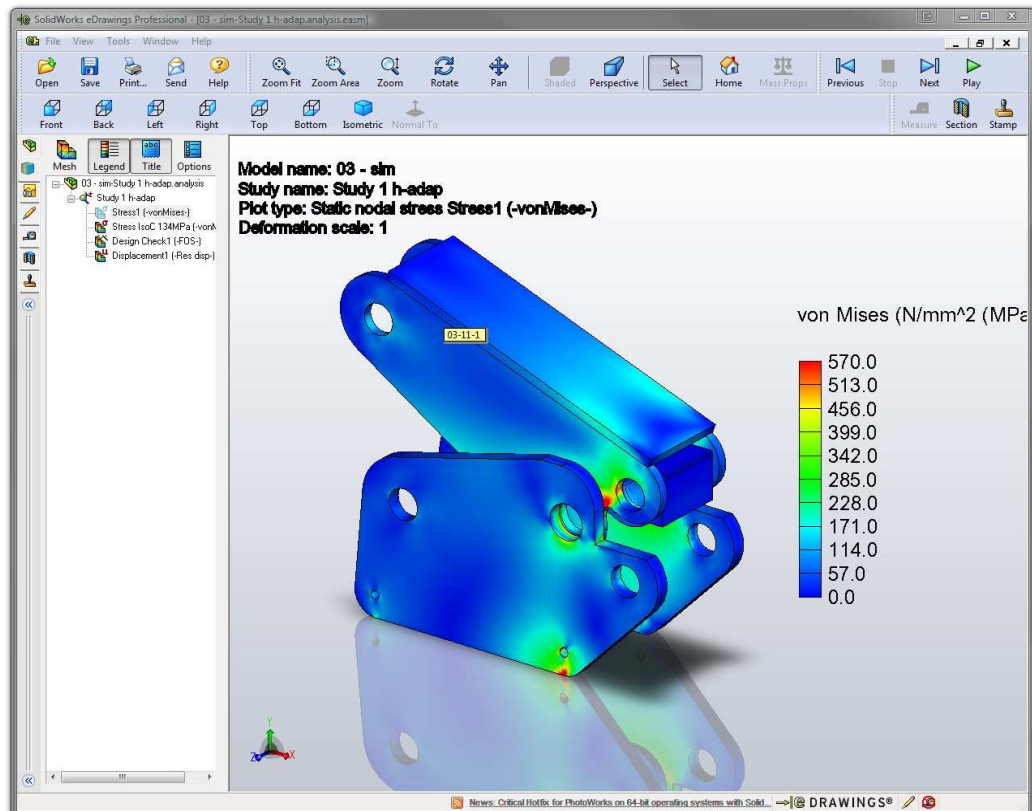 SolidWorks eDrawings Professional - [03 - sim-Study 1 h-adap.analysis.easm]
File View Tools Window Help
Open Save Print... Send Help Zoom Fit Zoom Area Zoom Rotate Pan Shaded Perspective Select Home Mass Props Previous Stop Next Play
Front Back Left Right Top Bottom Isometric Normal To Measure Section Stamp
Mesh Legend Title Options
03 - sim-Study 1 h-adap.analysis
Study 1 h-adap
Stress1 (-vonMises-)
Stress IsoC 134MPa (-vonM
Design Check1 (-FOS-)
Displacement1 (-Res disp-)
Model name: 03 - sim
Study name: Study 1 h-adap
Plot type: Static nodal stress Stress1 (-vonMises-)
Deformation scale: 1
03-11-1
von Mises (N/mm^2 (MPa
570.0
513.0
456.0
399.0
342.0
285.0
228.0
171.0
114.0
57.0
0.0
Y
Z X
News: Critical Hotfix for PhotoWorks on 64-bit operating systems with Solid... e DRAWINGS®